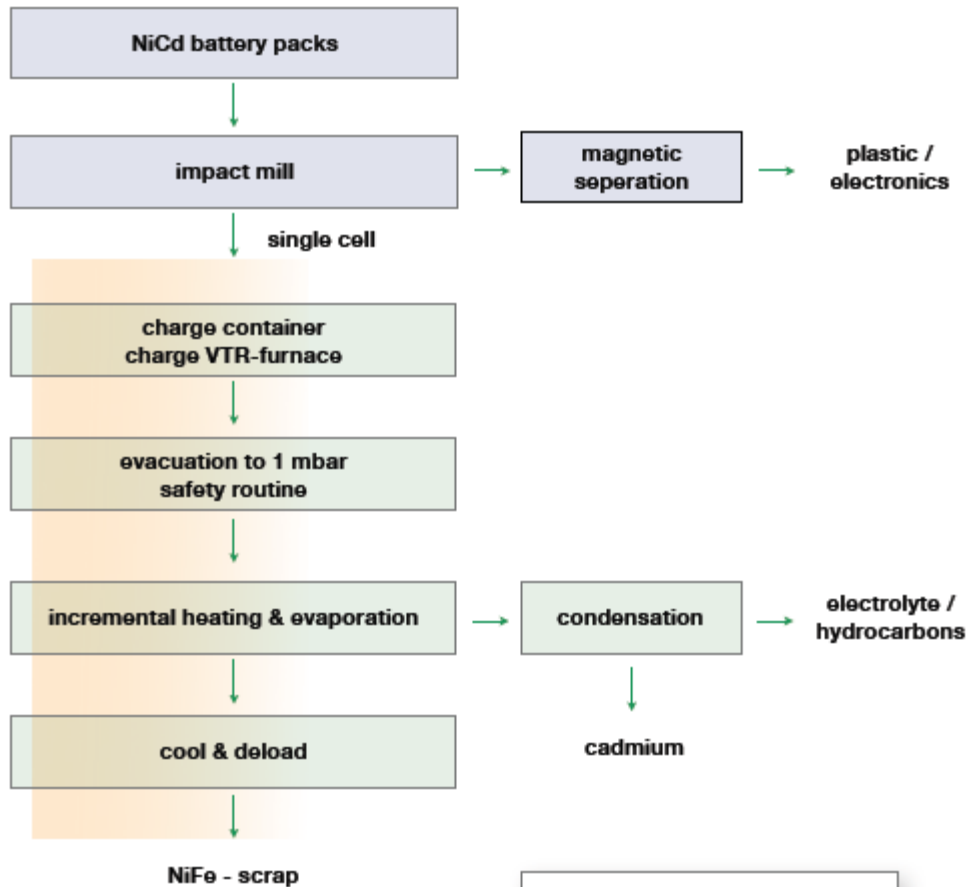 NiCd battery packs
impact mill
magnetic
seperation
plastic /
electronics
single cell
charge container
charge VTR-furnace
evacuation to 1 mbar
safety routine
incremental heating & evaporation
condensation
electrolyte /
hydrocarbons
cool & deload
cadmium
NiFe - scrap